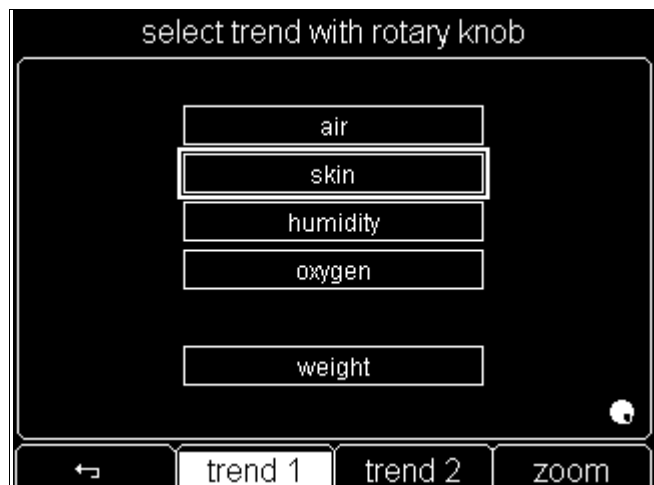 select trend with rotary knob
air
skin
humidity
oxygen
weight
trend 1 trend 2 zoom